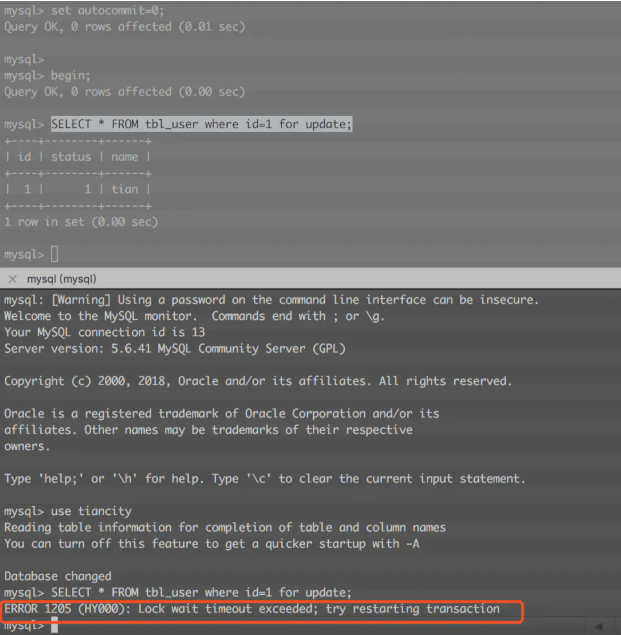 mysql> set autocommit=0;
Query OK, 0 rows affected (0.01 sec)
mysql>
mysql> begin;
Query OK, 0 rows affected (0.00 sec)
mysql> SELECT * FROM tbl_user where id=1 for update;
+----+--------+------+
| id | status | name |
+----+--------+------+
|  1 |      1 | tian |
+----+--------+------+
1 row in set (0.00 sec)
mysql>
× mysql (mysql)
mysql: [Warning] Using a password on the command line interface can be insecure.
Welcome to the MySQL monitor.  Commands end with ; or \g.
Your MySQL connection id is 13
Server version: 5.6.41 MySQL Community Server (GPL)
Copyright (c) 2000, 2018, Oracle and/or its affiliates. All rights reserved.
Oracle is a registered trademark of Oracle Corporation and/or its
affiliates. Other names may be trademarks of their respective
owners.
Type 'help;' or '\h' for help. Type '\c' to clear the current input statement.
mysql> use tiancity
Reading table information for completion of table and column names
You can turn off this feature to get a quicker startup with -A
Database changed
mysql> SELECT * FROM tbl_user where id=1 for update;
ERROR 1205 (HY000): Lock wait timeout exceeded; try restarting transaction
mysql>